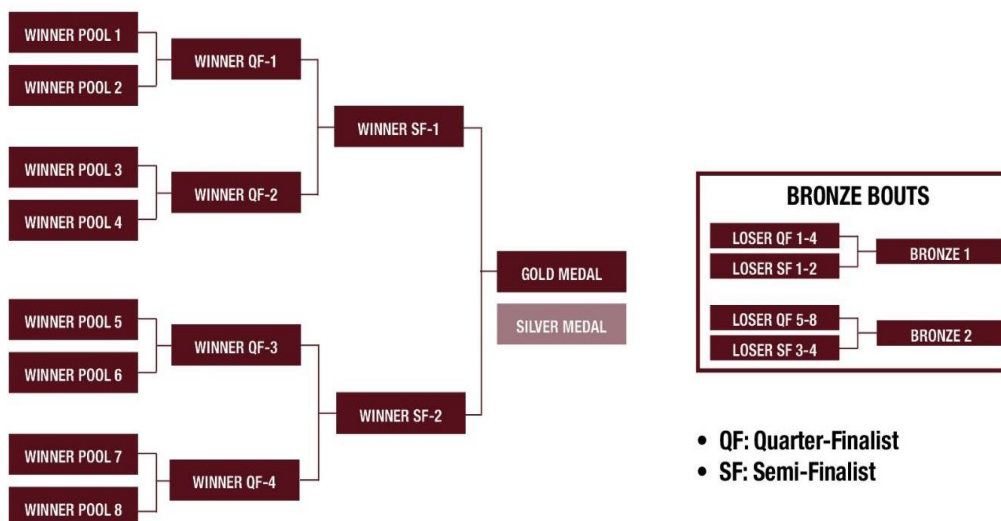 WINNER POOL 1
WINNER POOL 2
WINNER QF-1
WINNER POOL 3
WINNER POOL 4
WINNER QF-2
WINNER SF-1
WINNER POOL 5
WINNER POOL 6
WINNER QF-3
WINNER POOL 7
WINNER POOL 8
WINNER QF-4
WINNER SF-2
GOLD MEDAL
SILVER MEDAL
BRONZE BOUTS
LOSER QF 1-4
LOSER SF 1-2
BRONZE 1
LOSER QF 5-8
LOSER SF 3-4
BRONZE 2
• QF: Quarter-Finalist
• SF: Semi-Finalist